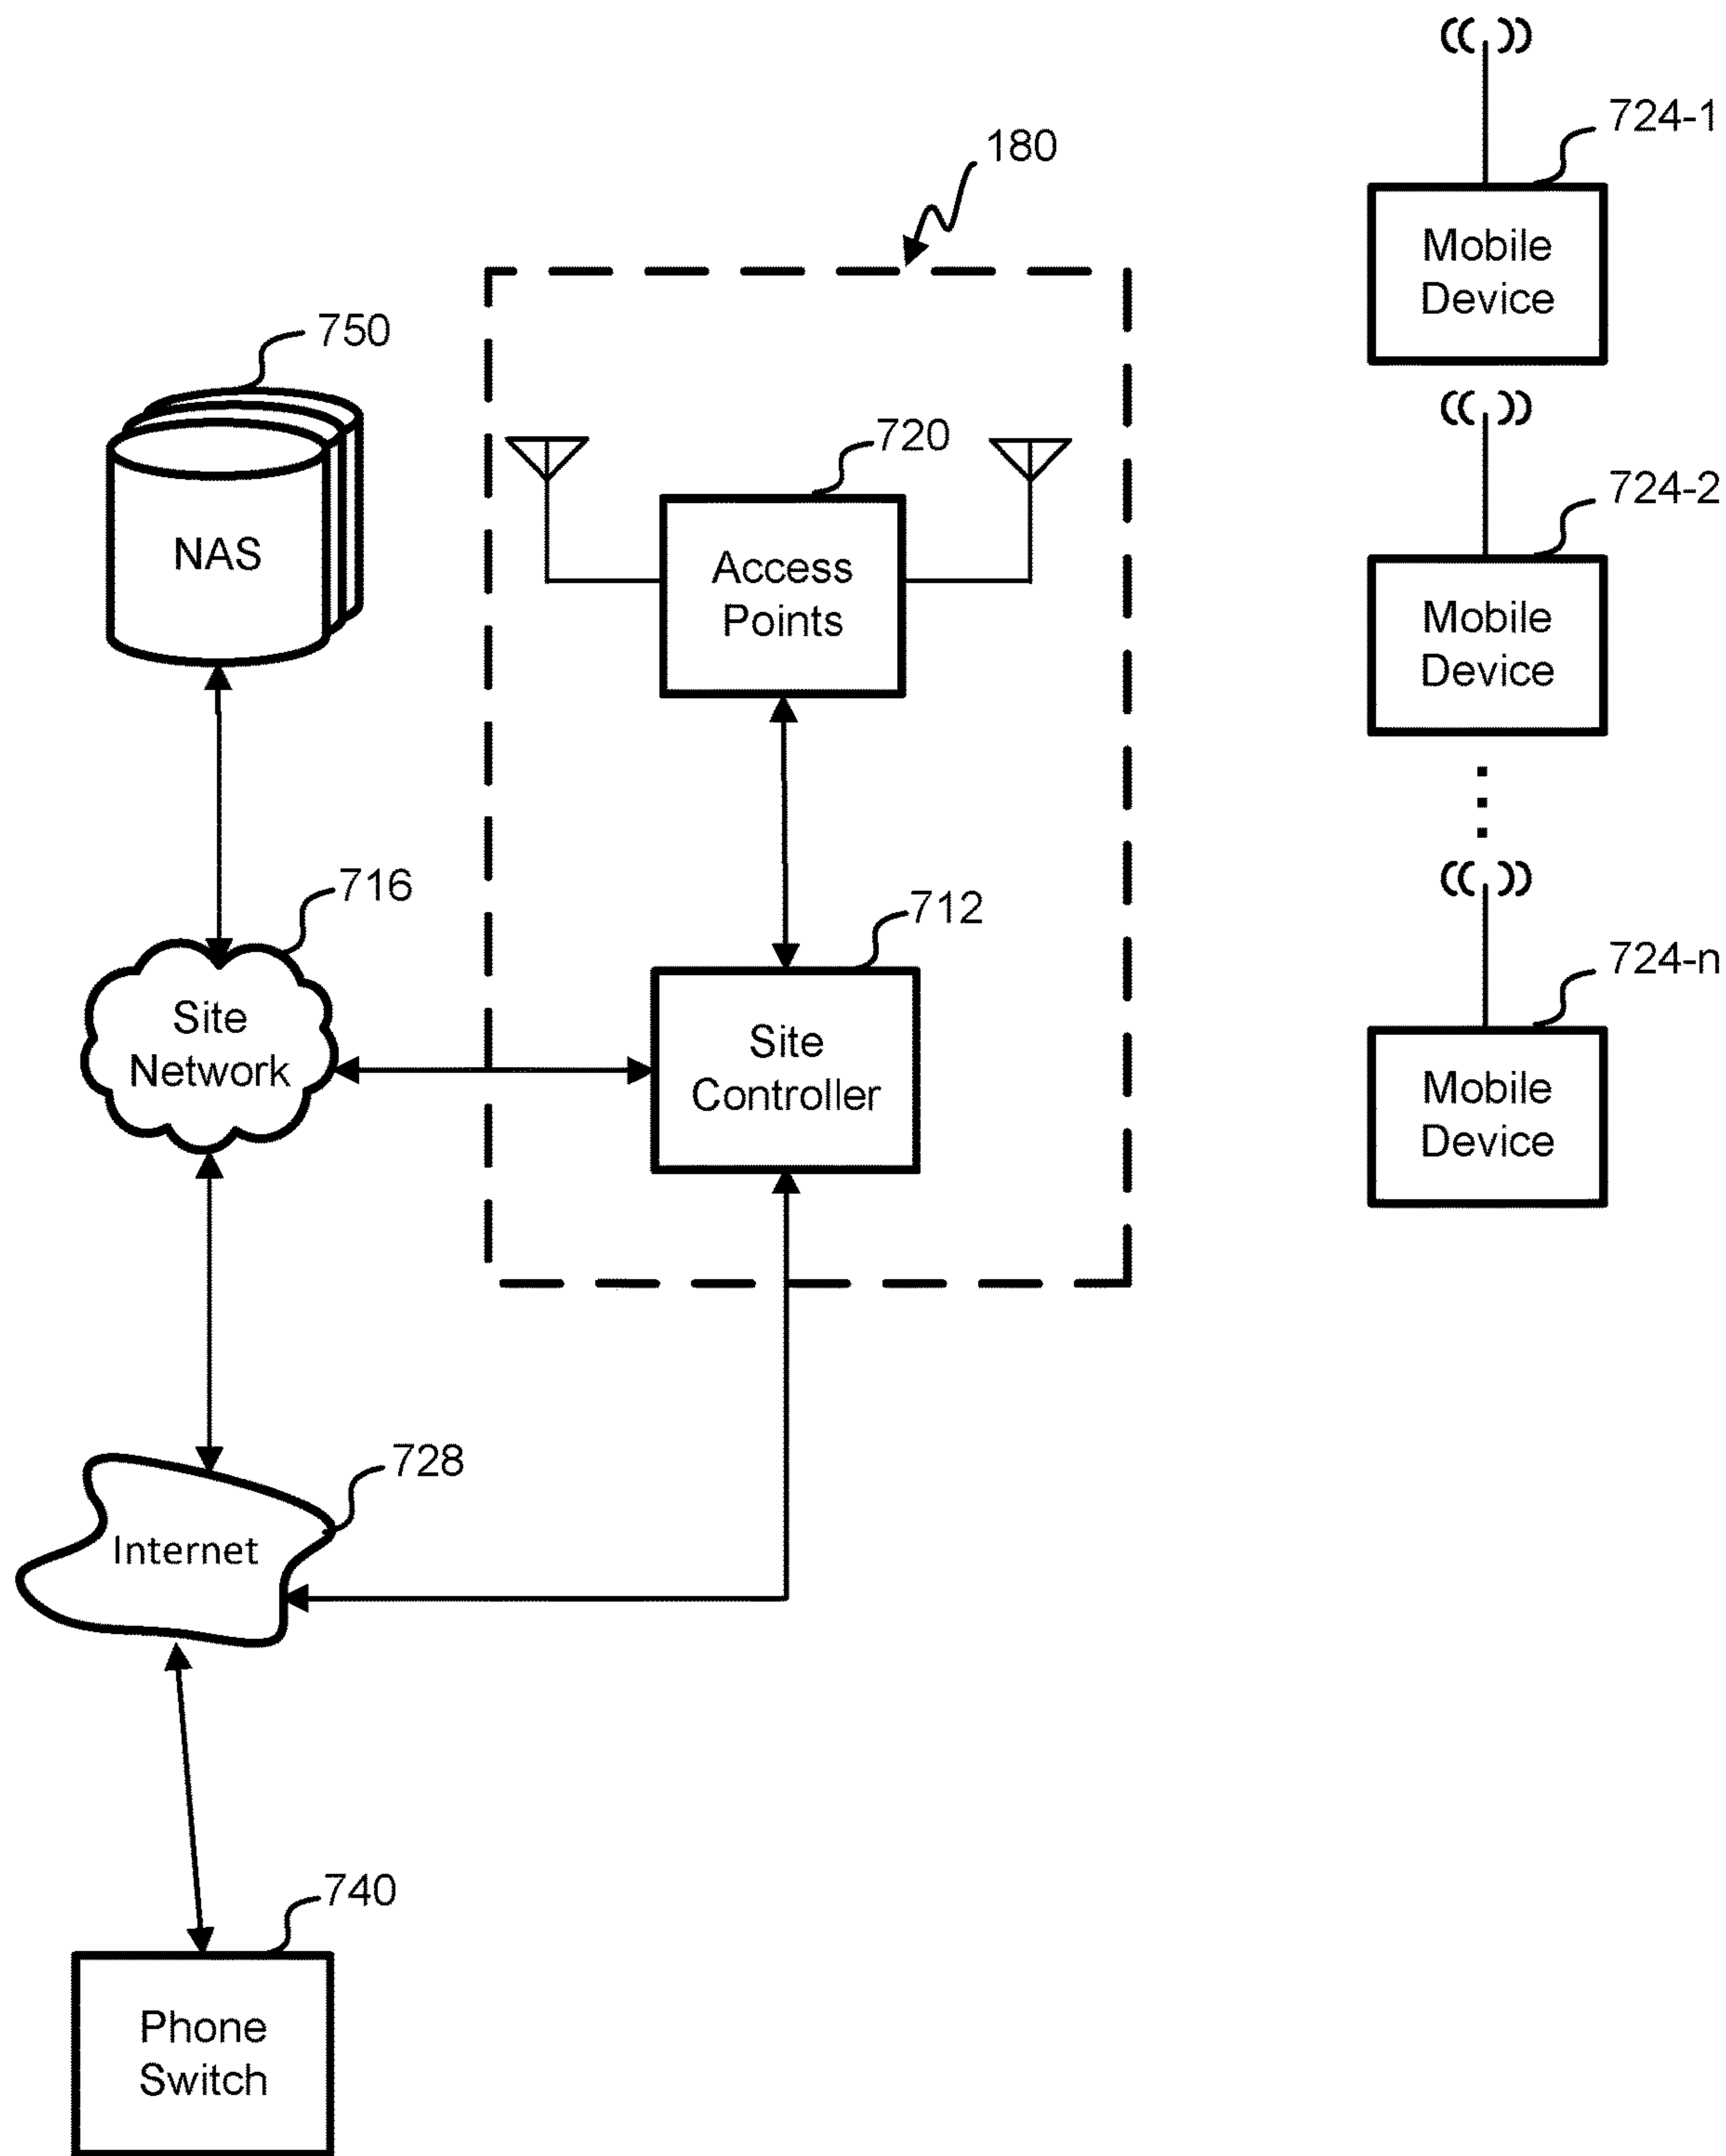 724-1
Mobile
Device
180
750
NAS
720
Access
Points
724-2
Mobile
Device
716
Site
Network
712
Site
Controller
724-n
Mobile
Device
728
Internet
740
Phone
Switch